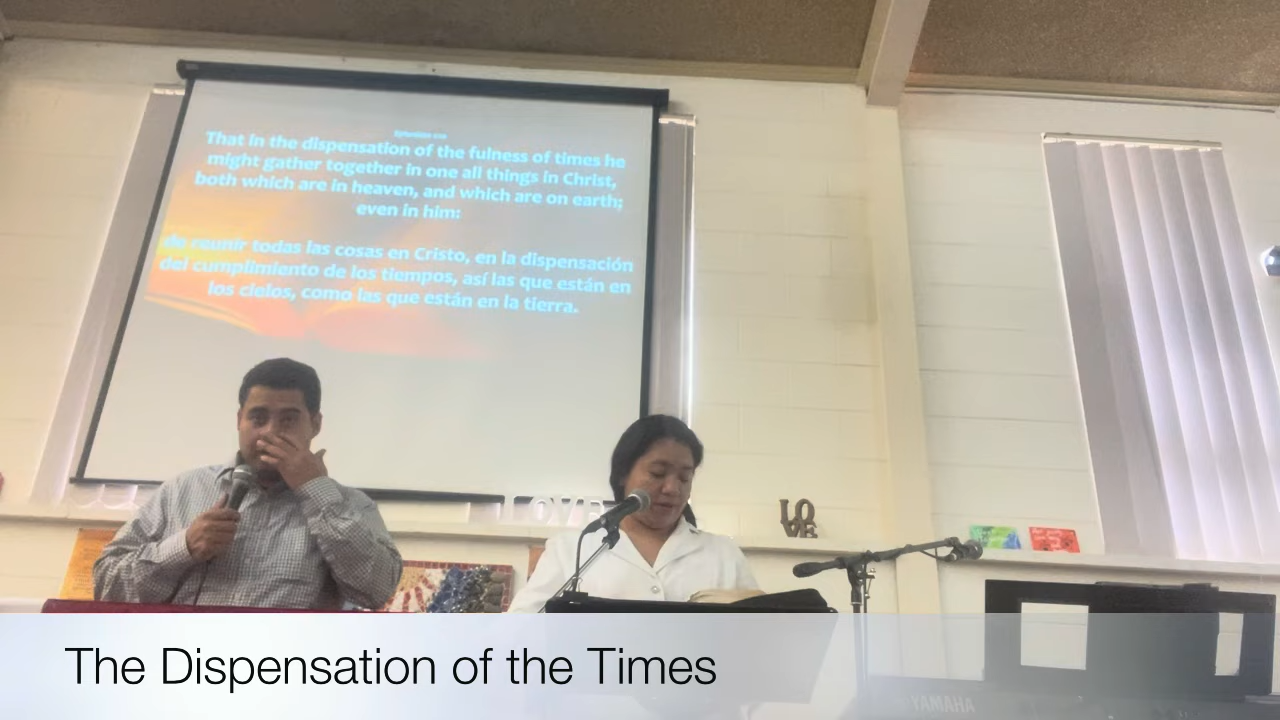 That in the dispensation of the fulness of times he
might gather together in one all things in Christ,
both which are in heaven, and which are on earth;
even in him:
de reunir todas las cosas en Cristo, en la dispensación
del cumplimiento de los tiempos, así las que están en
los cielos, como las que están en la tierra.
LOVE
LO
VE
The Dispensation of the Times
YAMAHA